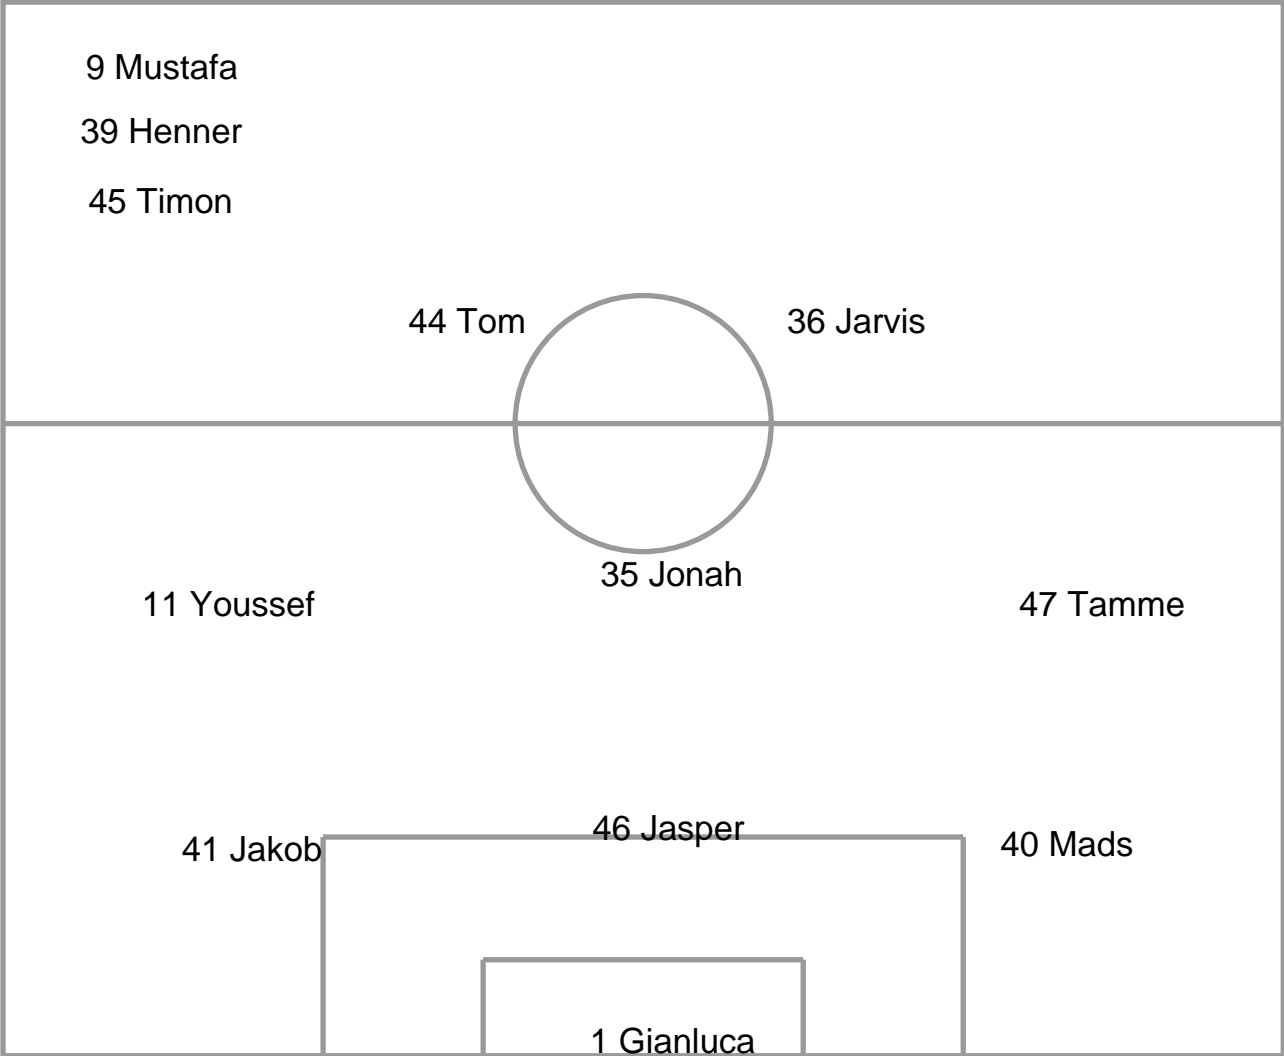 9 Mustafa
39 Henner
45 Timon
44 Tom
36 Jarvis
35 Jonah
11 Youssef
47 Tamme
46 Jasper
41 Jakob
40 Mads
1 Gianluca